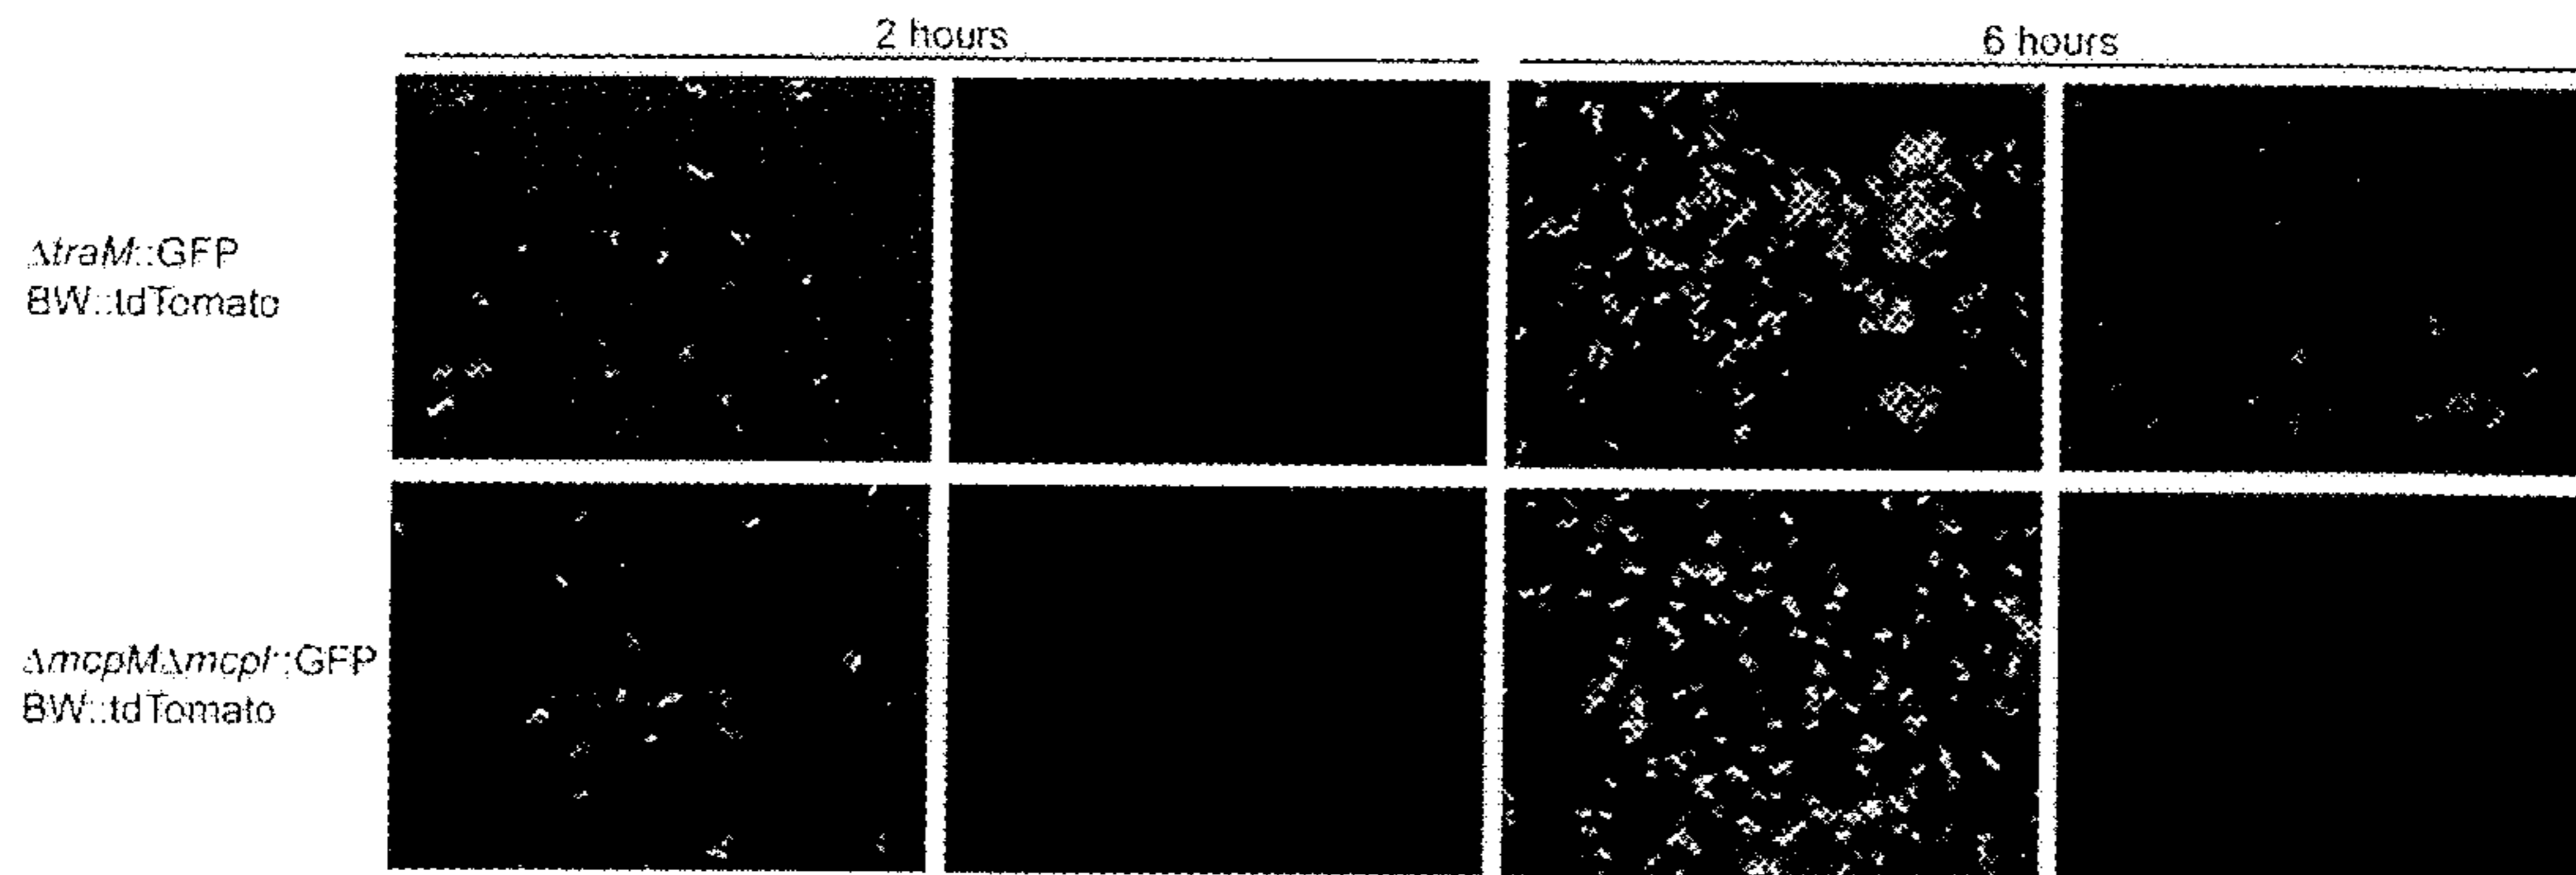 2 hours
6 hours
ΔtraM::GFP
BW::tdTomato
ΔmcpMΔmcpI::GFP
BW::tdTomato